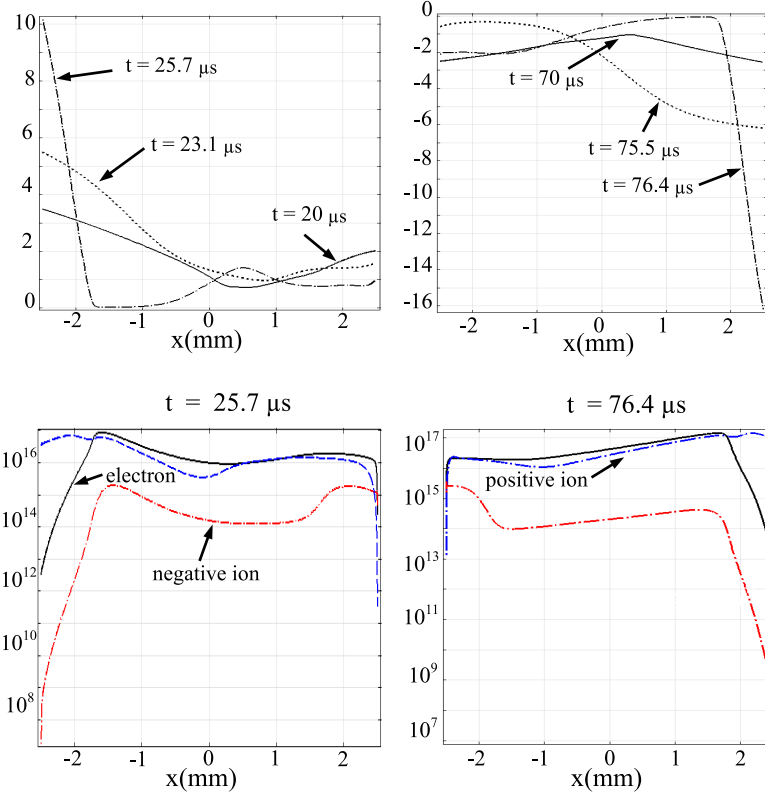 10
8
6
4
2
0
t = 25.7 μs
t = 23.1 μs
t = 20 μs
-2 -1 0 1 2
x(mm)
0
-2
-4
-6
-8
-10
-12
-14
-16
t = 70 μs
t = 75.5 μs
t = 76.4 μs
-2 -1 0 1 2
x(mm)
t = 25.7 μs
10^16
10^14
10^12
10^10
10^8
electron
negative ion
-2 -1 0 1 2
x(mm)
t = 76.4 μs
10^17
10^15
10^13
10^11
10^9
10^7
positive ion
-2 -1 0 1 2
x(mm)